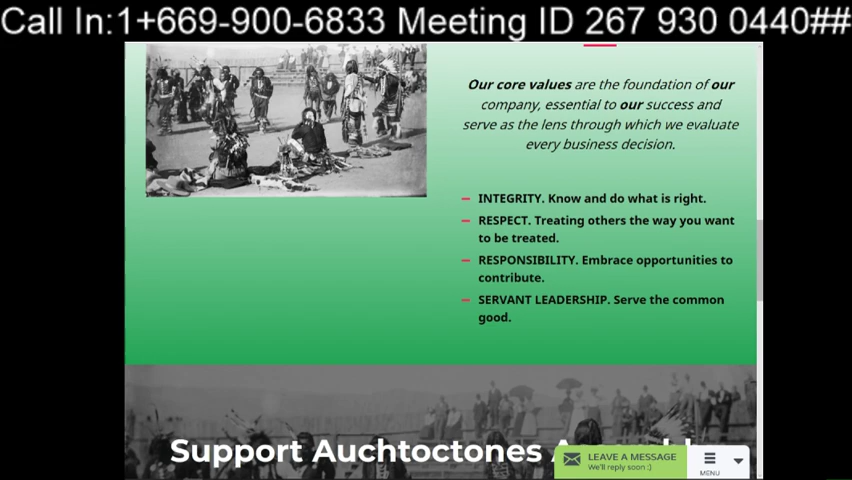 Call In:1+669-900-6833 Meeting ID 267 930 0440##
Our core values are the foundation of our
company, essential to our success and
serve as the lens through which we evaluate
every business decision.
INTEGRITY. Know and do what is right.
RESPECT. Treating others the way you want
to be treated.
RESPONSIBILITY. Embrace opportunities to
contribute.
SERVANT LEADERSHIP. Serve the common
good.
Support Auchtoctones
LEAVE A MESSAGE
We'll reply soon :)
MENU